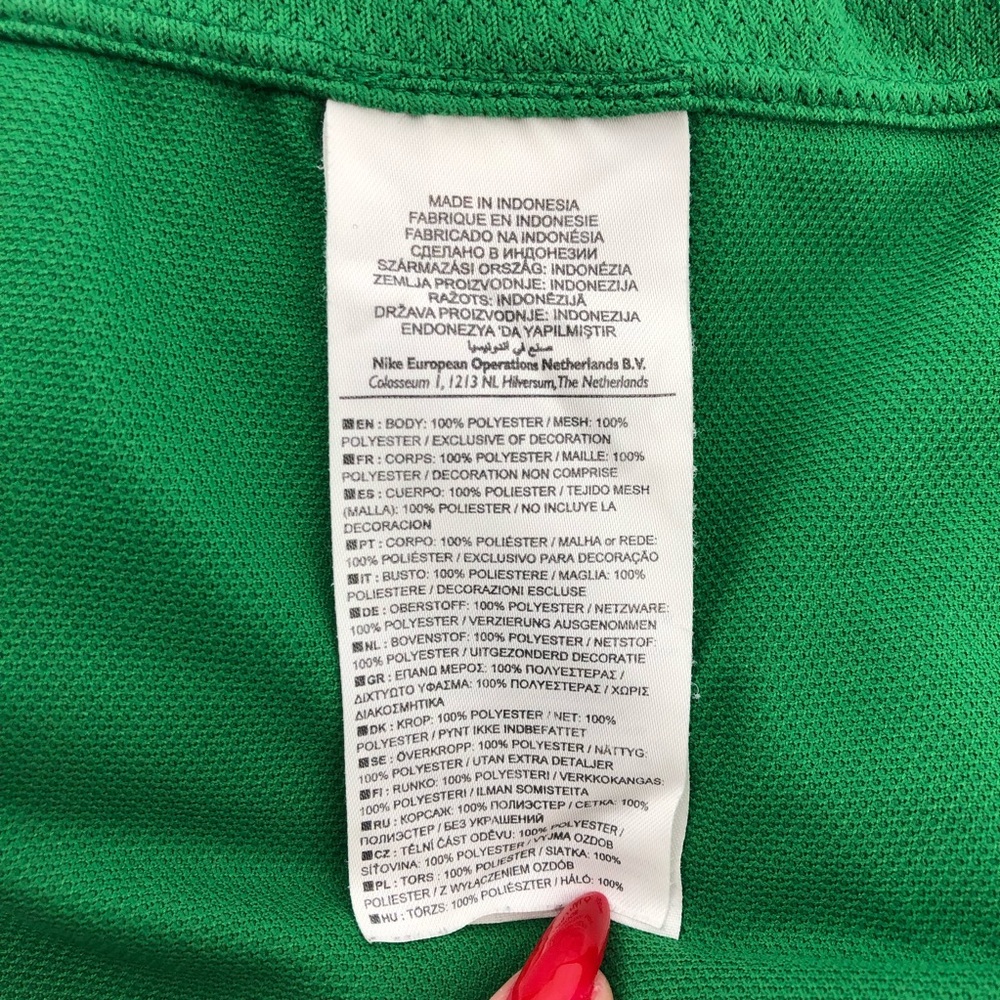 MADE IN INDONESIA
FABRIQUE EN INDONESIE
FABRICADO NA INDONÉSIA
СДЕЛАНО В ИНДОНЕЗИИ
SZÁRMAZÁSI ORSZÁG: INDONÉZIA
ZEMLJA PROIZVODNJE: INDONEZIJA
RAŽOTS: INDONĒZIJĀ
DRŽAVA PROIZVODNJE: INDONEZIJA
ENDONEZYA 'DA YAPILMIŞTIR
صنع في اندونيسيا
Nike European Operations Netherlands B.V.
Colosseum 1, 1213 NL Hilversum, The Netherlands
EN : BODY: 100% POLYESTER / MESH: 100%
POLYESTER / EXCLUSIVE OF DECORATION
FR : CORPS: 100% POLYESTER / MAILLE: 100%
POLYESTER / DECORATION NON COMPRISE
ES : CUERPO: 100% POLIESTER / TEJIDO MESH
(MALLA): 100% POLIESTER / NO INCLUYE LA
DECORACION
PT : CORPO: 100% POLIÉSTER / MALHA or REDE:
100% POLIÉSTER / EXCLUSIVO PARA DECORAÇÃO
IT : BUSTO: 100% POLIESTERE / MAGLIA: 100%
POLIESTERE / DECORAZIONI ESCLUSE
DE : OBERSTOFF: 100% POLYESTER / NETZWARE:
100% POLYESTER / VERZIERUNG AUSGENOMMEN
NL : BOVENSTOF: 100% POLYESTER / NETSTOF:
100% POLYESTER / UITGEZONDERD DECORATIE
GR : ΕΠΑΝΩ ΜΕΡΟΣ: 100% ΠΟΛΥΕΣΤΕΡΑΣ /
ΔΙΧΤΥΩΤΟ ΥΦΑΣΜΑ: 100% ΠΟΛΥΕΣΤΕΡΑΣ / ΧΩΡΙΣ
ΔΙΑΚΟΣΜΗΤΙΚΑ
DK : KROP: 100% POLYESTER / NET: 100%
POLYESTER / PYNT IKKE INDBEFATTET
SE : ÖVERKROPP: 100% POLYESTER / NÄTTYG:
100% POLYESTER / UTAN EXTRA DETALJER
FI : RUNKO: 100% POLYESTERI / VERKKOKANGAS:
100% POLYESTERI / ILMAN SOMISTEITA
RU : КОРСАЖ: 100% ПОЛИЭСТЕР / СЕТКА: 100%
ПОЛИЭСТЕР / БЕЗ УКРАШЕНИЙ
CZ : TĚLNÍ ČÁST ODĚVU: 100% POLYESTER /
SÍŤOVINA: 100% POLYESTER / VYJMA OZDOB
PL : TORS : 100% POLIESTER / SIATKA: 100%
POLIESTER / Z WYŁĄCZENIEM OZDÓB
HU : TÖRZS: 100% POLIÉSZTER / HÁLÓ: 100%